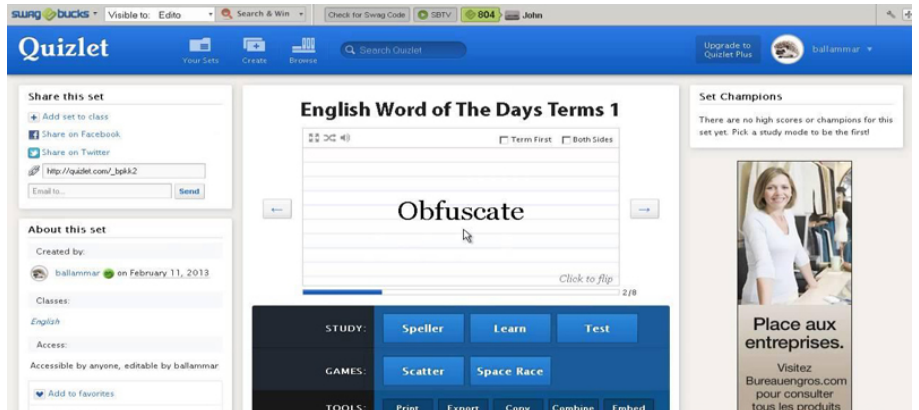 swagbucks Visible to: Edito Search & Win Check for Swag Code SBTV 804 John
Quizlet
Your Sets Create Browse
Search Quizlet
Upgrade to
Quizlet Plus
ballammar
Share this set
Add set to class
Share on Facebook
Share on Twitter
http://quizlet.com/_bpkk2
Email to... Send
About this set
Created by:
ballammar on February 11, 2013
Classes:
English
Access:
Accessible by anyone, editable by ballammar
Add to favorites
English Word of The Days Terms 1
Term First Both Sides
Obfuscate
Click to flip
2/8
STUDY: Speller Learn Test
GAMES: Scatter Space Race
TOOLS: Print Export Copy Combine Embed
Set Champions
There are no high scores or champions for this
set yet. Pick a study mode to be the first!
Place aux
entreprises.
Visitez
Bureauengros.com
pour consulter
tous les produits